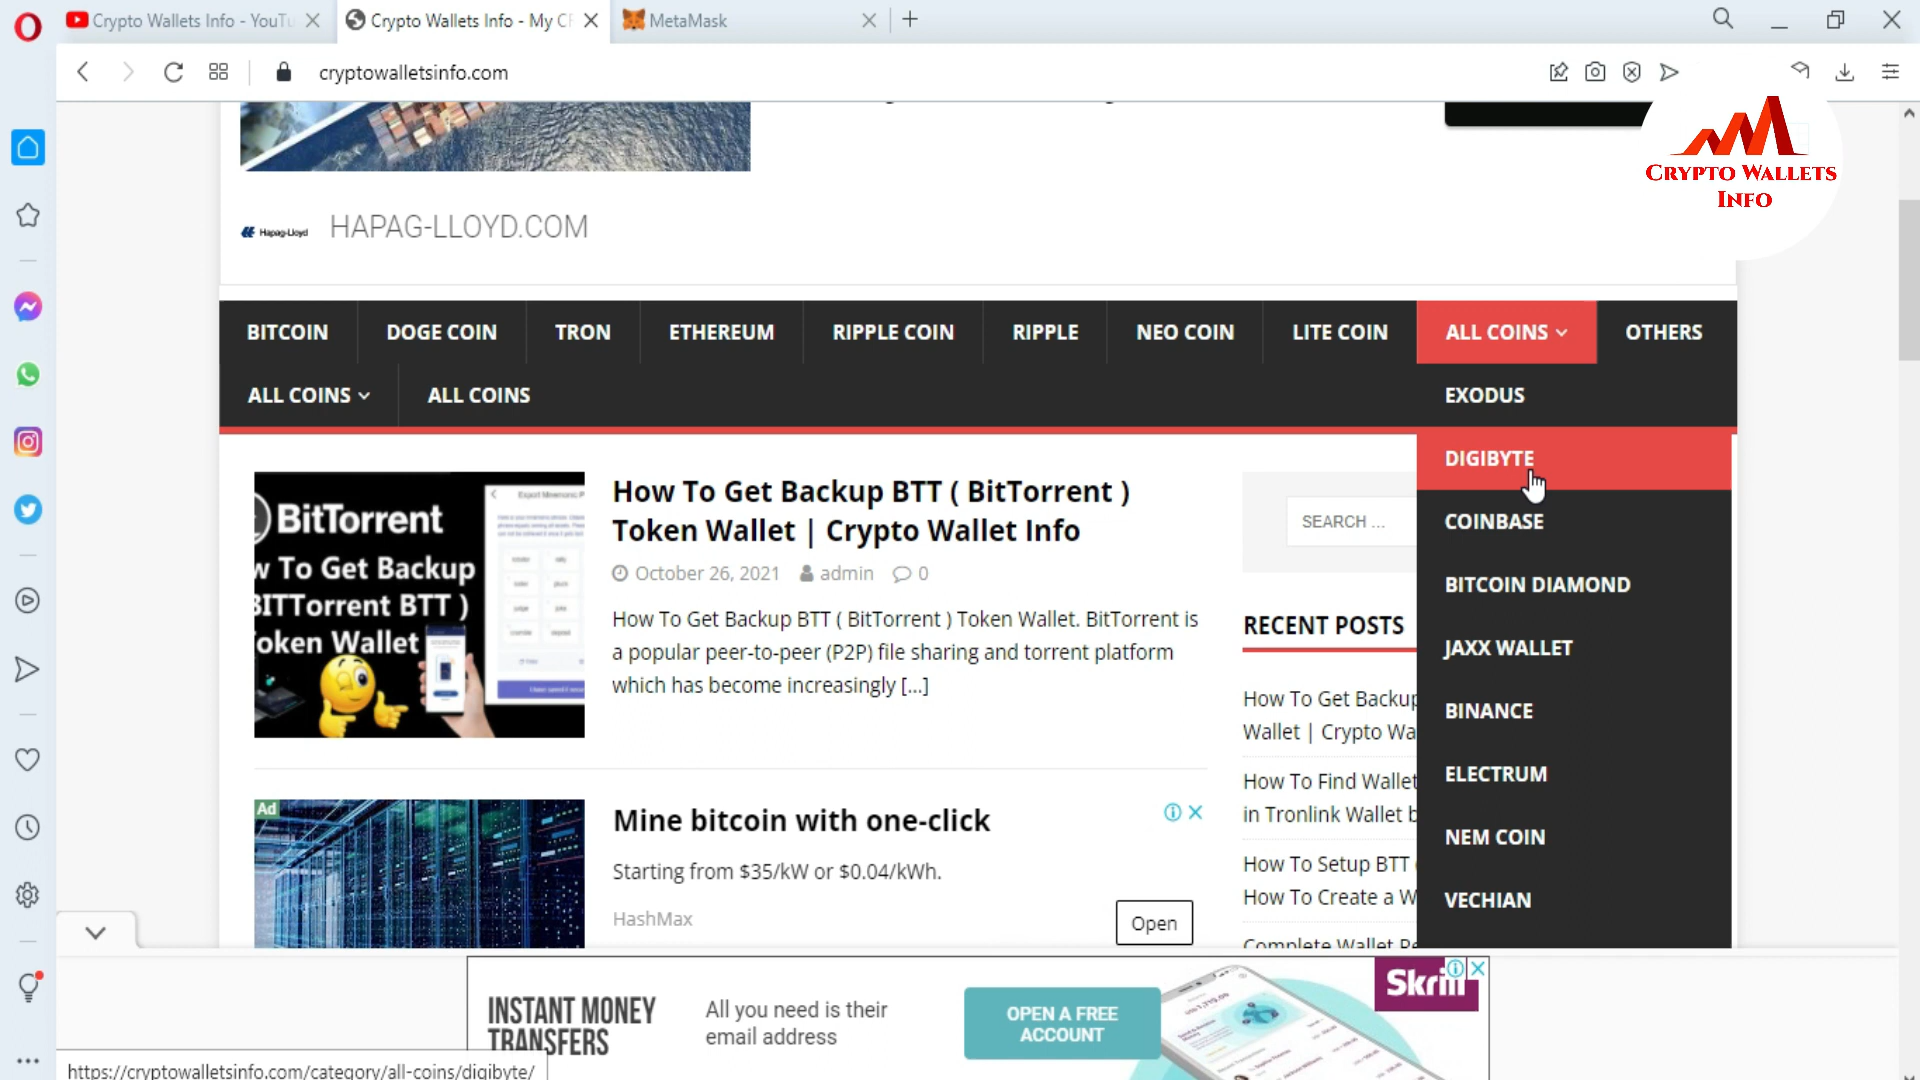 Crypto Wallets Info - YouTu
Crypto Wallets Info - My CR
MetaMask
cryptowalletsinfo.com
CRYPTO WALLETS
INFO
Hapag-Lloyd
HAPAG-LLOYD.COM
BITCOIN
DOGE COIN
TRON
ETHEREUM
RIPPLE COIN
RIPPLE
NEO COIN
LITE COIN
ALL COINS
OTHERS
ALL COINS
ALL COINS
EXODUS
DIGIBYTE
COINBASE
BITCOIN DIAMOND
JAXX WALLET
BINANCE
ELECTRUM
NEM COIN
VECHIAN
BitTorrent
w To Get Backup
BITTorrent BTT )
oken Wallet
How To Get Backup BTT ( BitTorrent )
Token Wallet | Crypto Wallet Info
October 26, 2021 admin 0
How To Get Backup BTT ( BitTorrent ) Token Wallet. BitTorrent is
a popular peer-to-peer (P2P) file sharing and torrent platform
which has become increasingly [...]
SEARCH ...
RECENT POSTS
How To Get Backup
Wallet | Crypto Wa
How To Find Wallet
in Tronlink Wallet b
How To Setup BTT (
How To Create a W
Complete Wallet Re
Ad
Mine bitcoin with one-click
Starting from $35/kW or $0.04/kWh.
HashMax
Open
INSTANT MONEY
TRANSFERS
All you need is their
email address
OPEN A FREE
ACCOUNT
Skrill
https://cryptowalletsinfo.com/category/all-coins/digibyte/